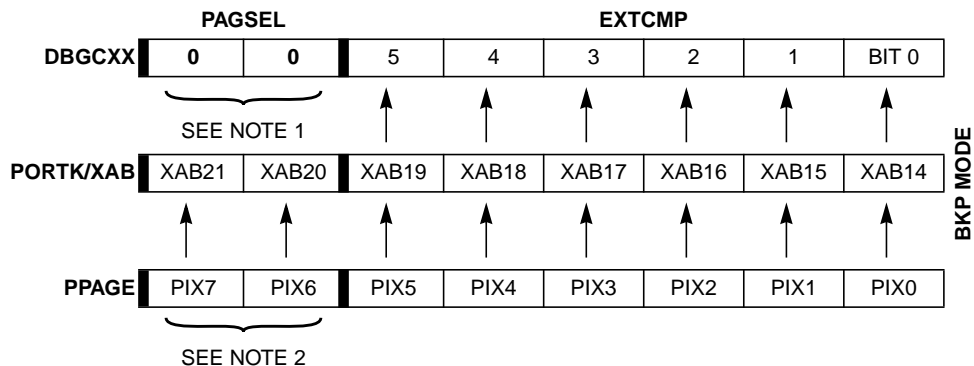 PAGSEL EXTCMP
DBGCXX 0 0 5 4 3 2 1 BIT 0
SEE NOTE 1
PORTK/XAB XAB21 XAB20 XAB19 XAB18 XAB17 XAB16 XAB15 XAB14
BKP MODE
PPAGE PIX7 PIX6 PIX5 PIX4 PIX3 PIX2 PIX1 PIX0
SEE NOTE 2